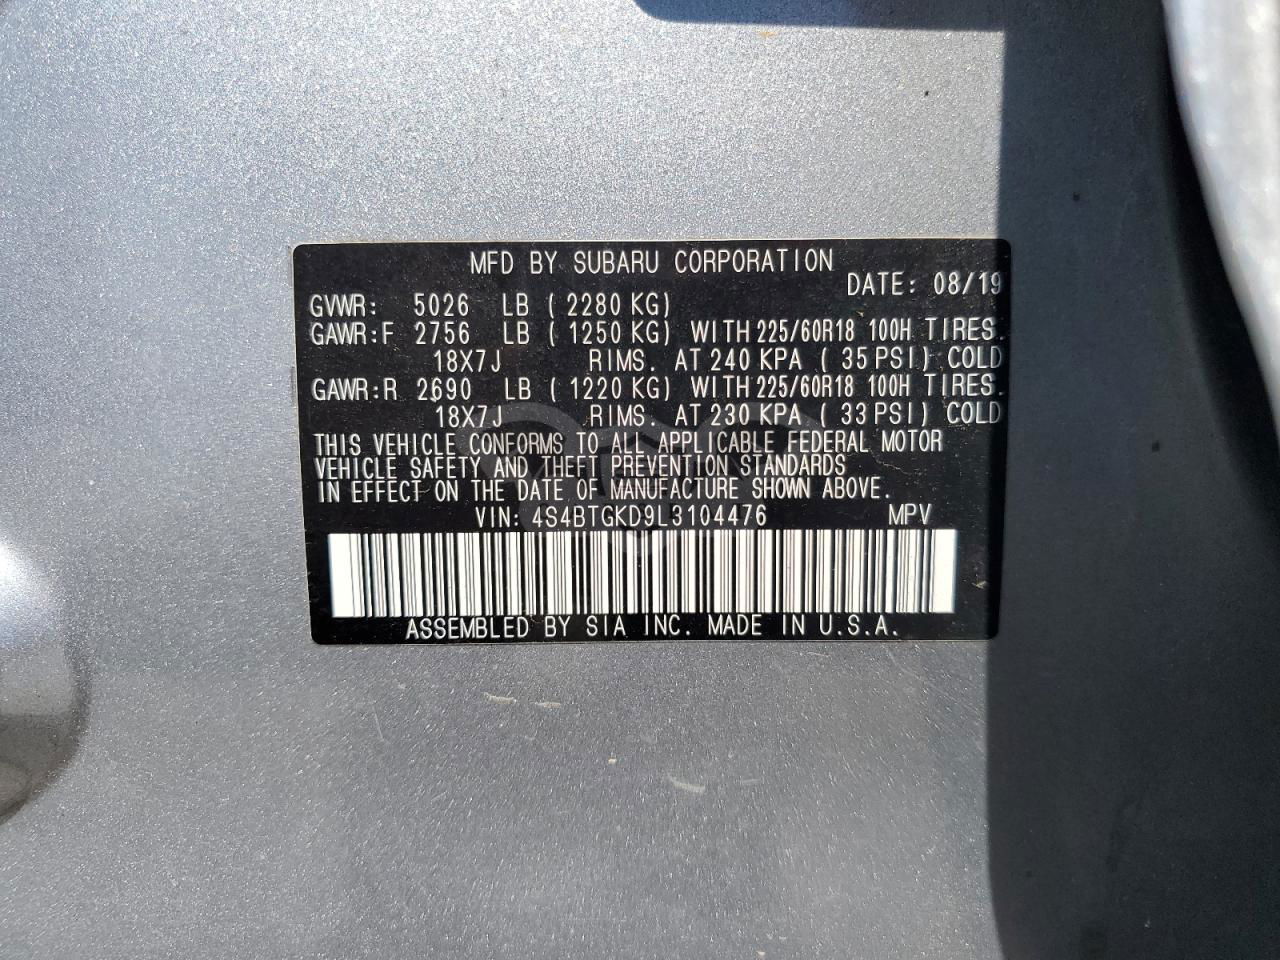 MFD BY SUBARU CORPORATION
DATE: 08/19
GVWR: 5026 LB ( 2280 KG)
GAWR:F 2756 LB ( 1250 KG) WITH 225/60R18 100H TIRES.
18X7J RIMS. AT 240 KPA ( 35 PSI) COLD
GAWR:R 2690 LB ( 1220 KG) WITH 225/60R18 100H TIRES.
18X7J RIMS. AT 230 KPA ( 33 PSI) COLD
THIS VEHICLE CONFORMS TO ALL APPLICABLE FEDERAL MOTOR
VEHICLE SAFETY AND THEFT PREVENTION STANDARDS
IN EFFECT ON THE DATE OF MANUFACTURE SHOWN ABOVE.
VIN: 4S4BTGKD9L3104476 MPV
ASSEMBLED BY SIA INC. MADE IN U.S.A.